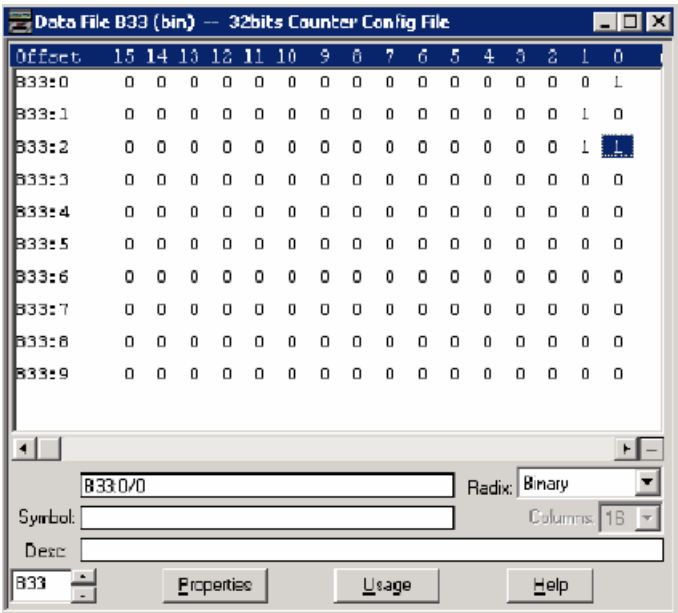 Data File B33 (bin) -- 32bits Counter Config File
Offset 15 14 13 12 11 10 9 8 7 6 5 4 3 2 1 0
B33:0 0 0 0 0 0 0 0 0 0 0 0 0 0 0 0 1
B33:1 0 0 0 0 0 0 0 0 0 0 0 0 0 0 1 0
B33:2 0 0 0 0 0 0 0 0 0 0 0 0 0 0 1 1
B33:3 0 0 0 0 0 0 0 0 0 0 0 0 0 0 0 0
B33:4 0 0 0 0 0 0 0 0 0 0 0 0 0 0 0 0
B33:5 0 0 0 0 0 0 0 0 0 0 0 0 0 0 0 0
B33:6 0 0 0 0 0 0 0 0 0 0 0 0 0 0 0 0
B33:7 0 0 0 0 0 0 0 0 0 0 0 0 0 0 0 0
B33:8 0 0 0 0 0 0 0 0 0 0 0 0 0 0 0 0
B33:9 0 0 0 0 0 0 0 0 0 0 0 0 0 0 0 0
B33:0/0 Radix: Binary
Symbol: Columns: 16
Desc:
B33 Properties Usage Help